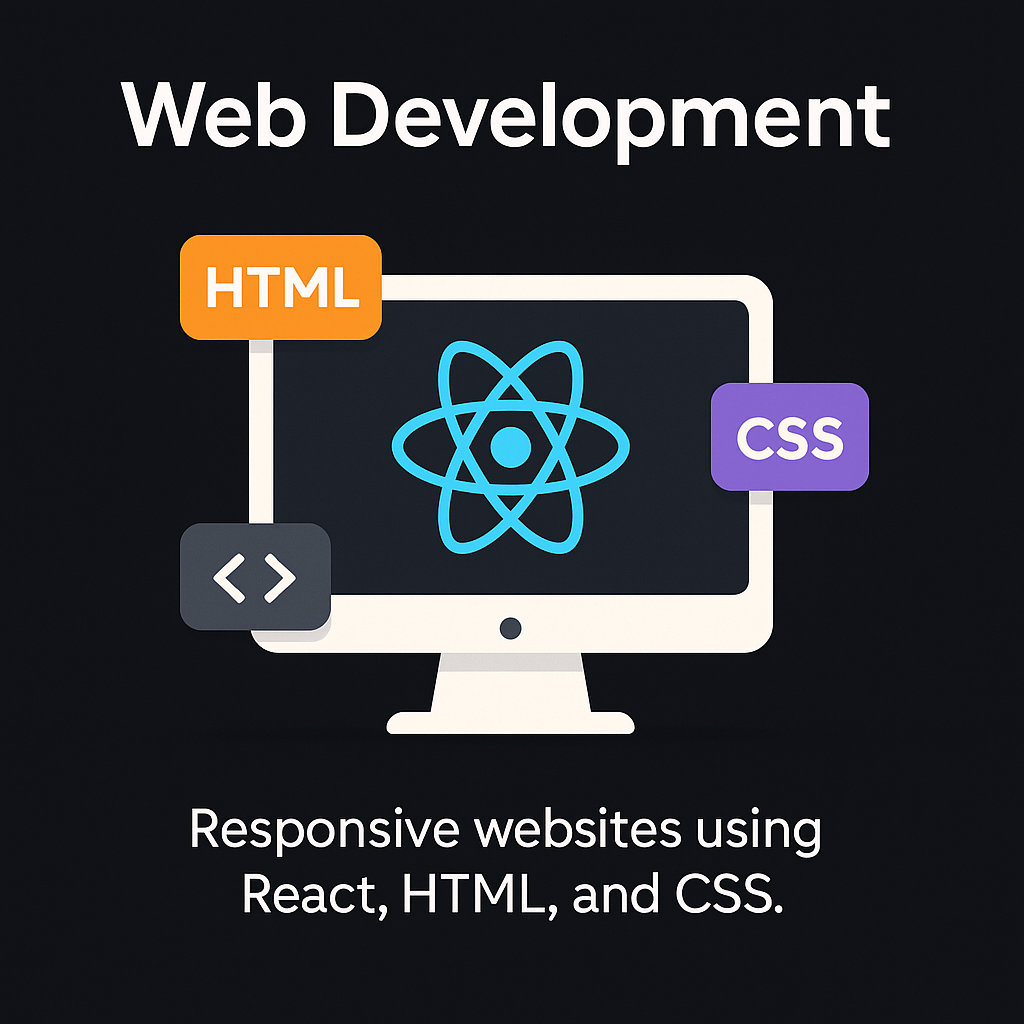 Web Development
HTML
CSS
< >
Responsive websites using
React, HTML, and CSS.